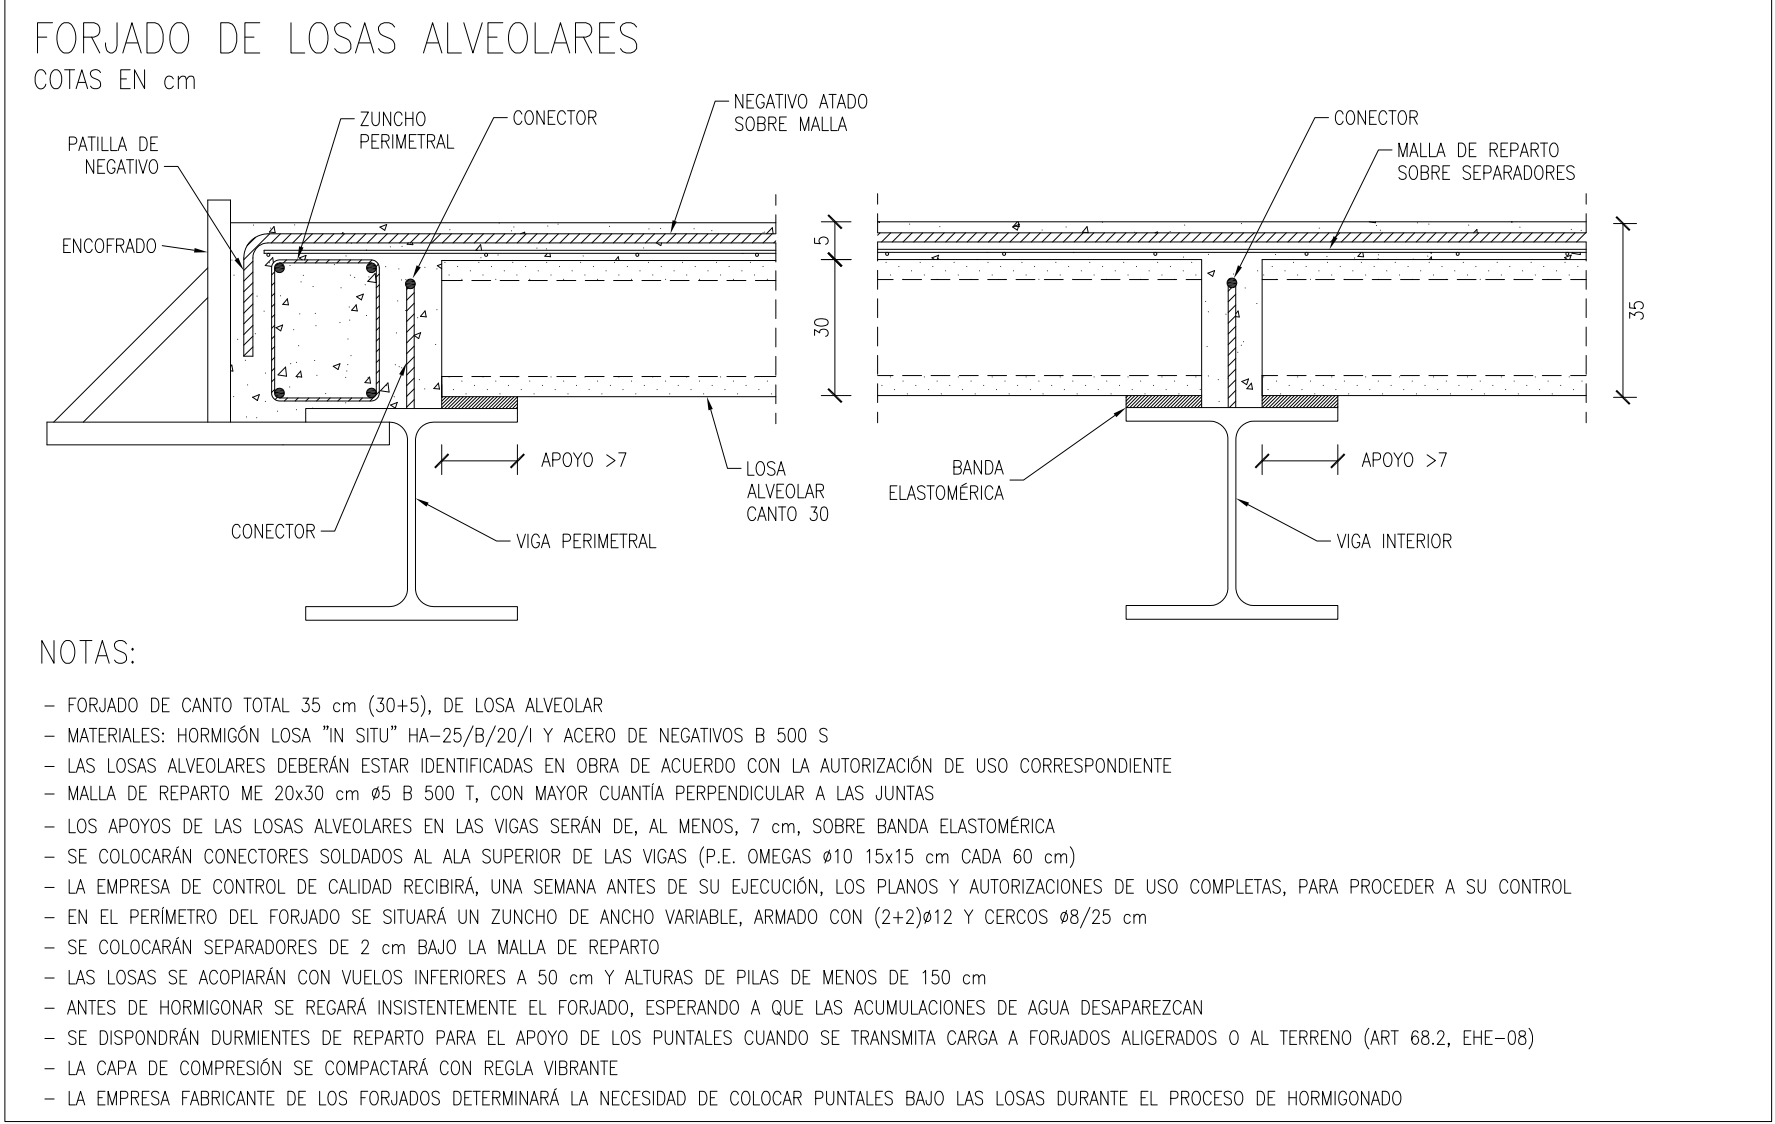 FORJADO DE LOSAS ALVEOLARES
COTAS EN cm
PATILLA DE
NEGATIVO
ZUNCHO
PERIMETRAL
CONECTOR
NEGATIVO ATADO
SOBRE MALLA
CONECTOR
MALLA DE REPARTO
SOBRE SEPARADORES
ENCOFRADO
5
30
35
APOYO >7
LOSA
ALVEOLAR
CANTO 30
BANDA
ELASTOMÉRICA
APOYO >7
CONECTOR
VIGA PERIMETRAL
VIGA INTERIOR
NOTAS:
– FORJADO DE CANTO TOTAL 35 cm (30+5), DE LOSA ALVEOLAR
– MATERIALES: HORMIGÓN LOSA "IN SITU" HA–25/B/20/I Y ACERO DE NEGATIVOS B 500 S
– LAS LOSAS ALVEOLARES DEBERÁN ESTAR IDENTIFICADAS EN OBRA DE ACUERDO CON LA AUTORIZACIÓN DE USO CORRESPONDIENTE
– MALLA DE REPARTO ME 20x30 cm ø5 B 500 T, CON MAYOR CUANTÍA PERPENDICULAR A LAS JUNTAS
– LOS APOYOS DE LAS LOSAS ALVEOLARES EN LAS VIGAS SERÁN DE, AL MENOS, 7 cm, SOBRE BANDA ELASTOMÉRICA
– SE COLOCARÁN CONECTORES SOLDADOS AL ALA SUPERIOR DE LAS VIGAS (P.E. OMEGAS ø10 15x15 cm CADA 60 cm)
– LA EMPRESA DE CONTROL DE CALIDAD RECIBIRÁ, UNA SEMANA ANTES DE SU EJECUCIÓN, LOS PLANOS Y AUTORIZACIONES DE USO COMPLETAS, PARA PROCEDER A SU CONTROL
– EN EL PERÍMETRO DEL FORJADO SE SITUARÁ UN ZUNCHO DE ANCHO VARIABLE, ARMADO CON (2+2)ø12 Y CERCOS ø8/25 cm
– SE COLOCARÁN SEPARADORES DE 2 cm BAJO LA MALLA DE REPARTO
– LAS LOSAS SE ACOPIARÁN CON VUELOS INFERIORES A 50 cm Y ALTURAS DE PILAS DE MENOS DE 150 cm
– ANTES DE HORMIGONAR SE REGARÁ INSISTENTEMENTE EL FORJADO, ESPERANDO A QUE LAS ACUMULACIONES DE AGUA DESAPAREZCAN
– SE DISPONDRÁN DURMIENTES DE REPARTO PARA EL APOYO DE LOS PUNTALES CUANDO SE TRANSMITA CARGA A FORJADOS ALIGERADOS O AL TERRENO (ART 68.2, EHE–08)
– LA CAPA DE COMPRESIÓN SE COMPACTARÁ CON REGLA VIBRANTE
– LA EMPRESA FABRICANTE DE LOS FORJADOS DETERMINARÁ LA NECESIDAD DE COLOCAR PUNTALES BAJO LAS LOSAS DURANTE EL PROCESO DE HORMIGONADO